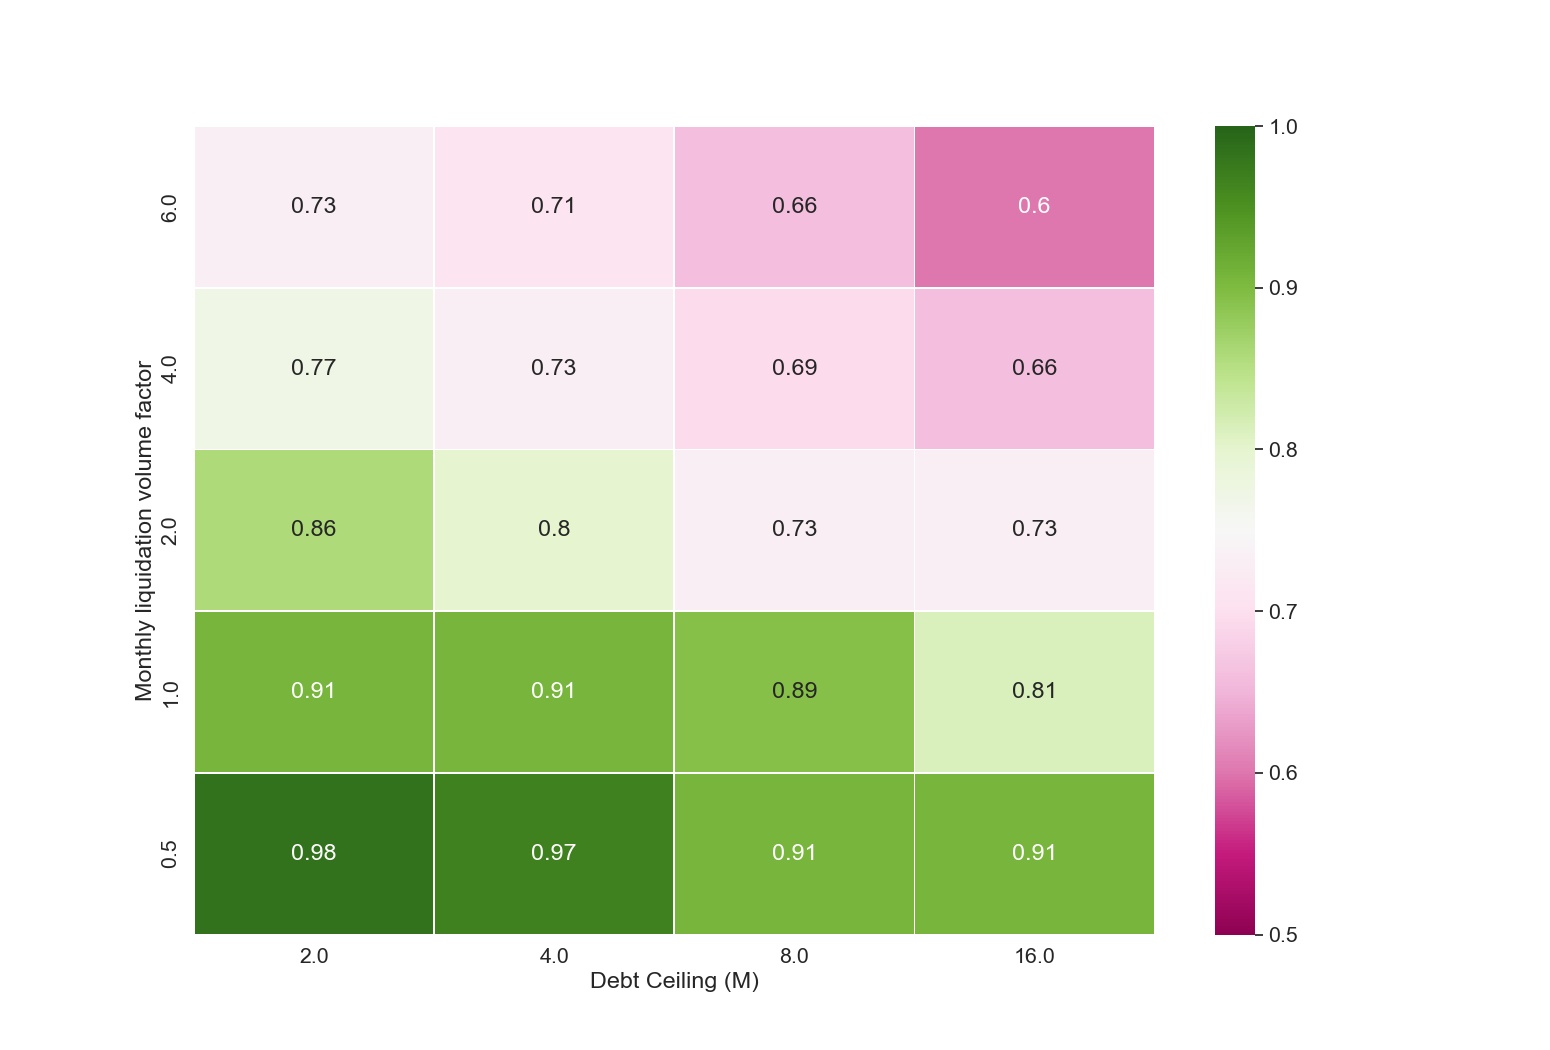 1.0
6.0 0.73 0.71 0.66 0.6
0.9
4.0 0.77 0.73 0.69 0.66
0.8
Monthly liquidation volume factor
2.0 0.86 0.8 0.73 0.73
0.7
1.0 0.91 0.91 0.89 0.81
0.6
0.5 0.98 0.97 0.91 0.91
0.5
2.0 4.0 8.0 16.0
Debt Ceiling (M)